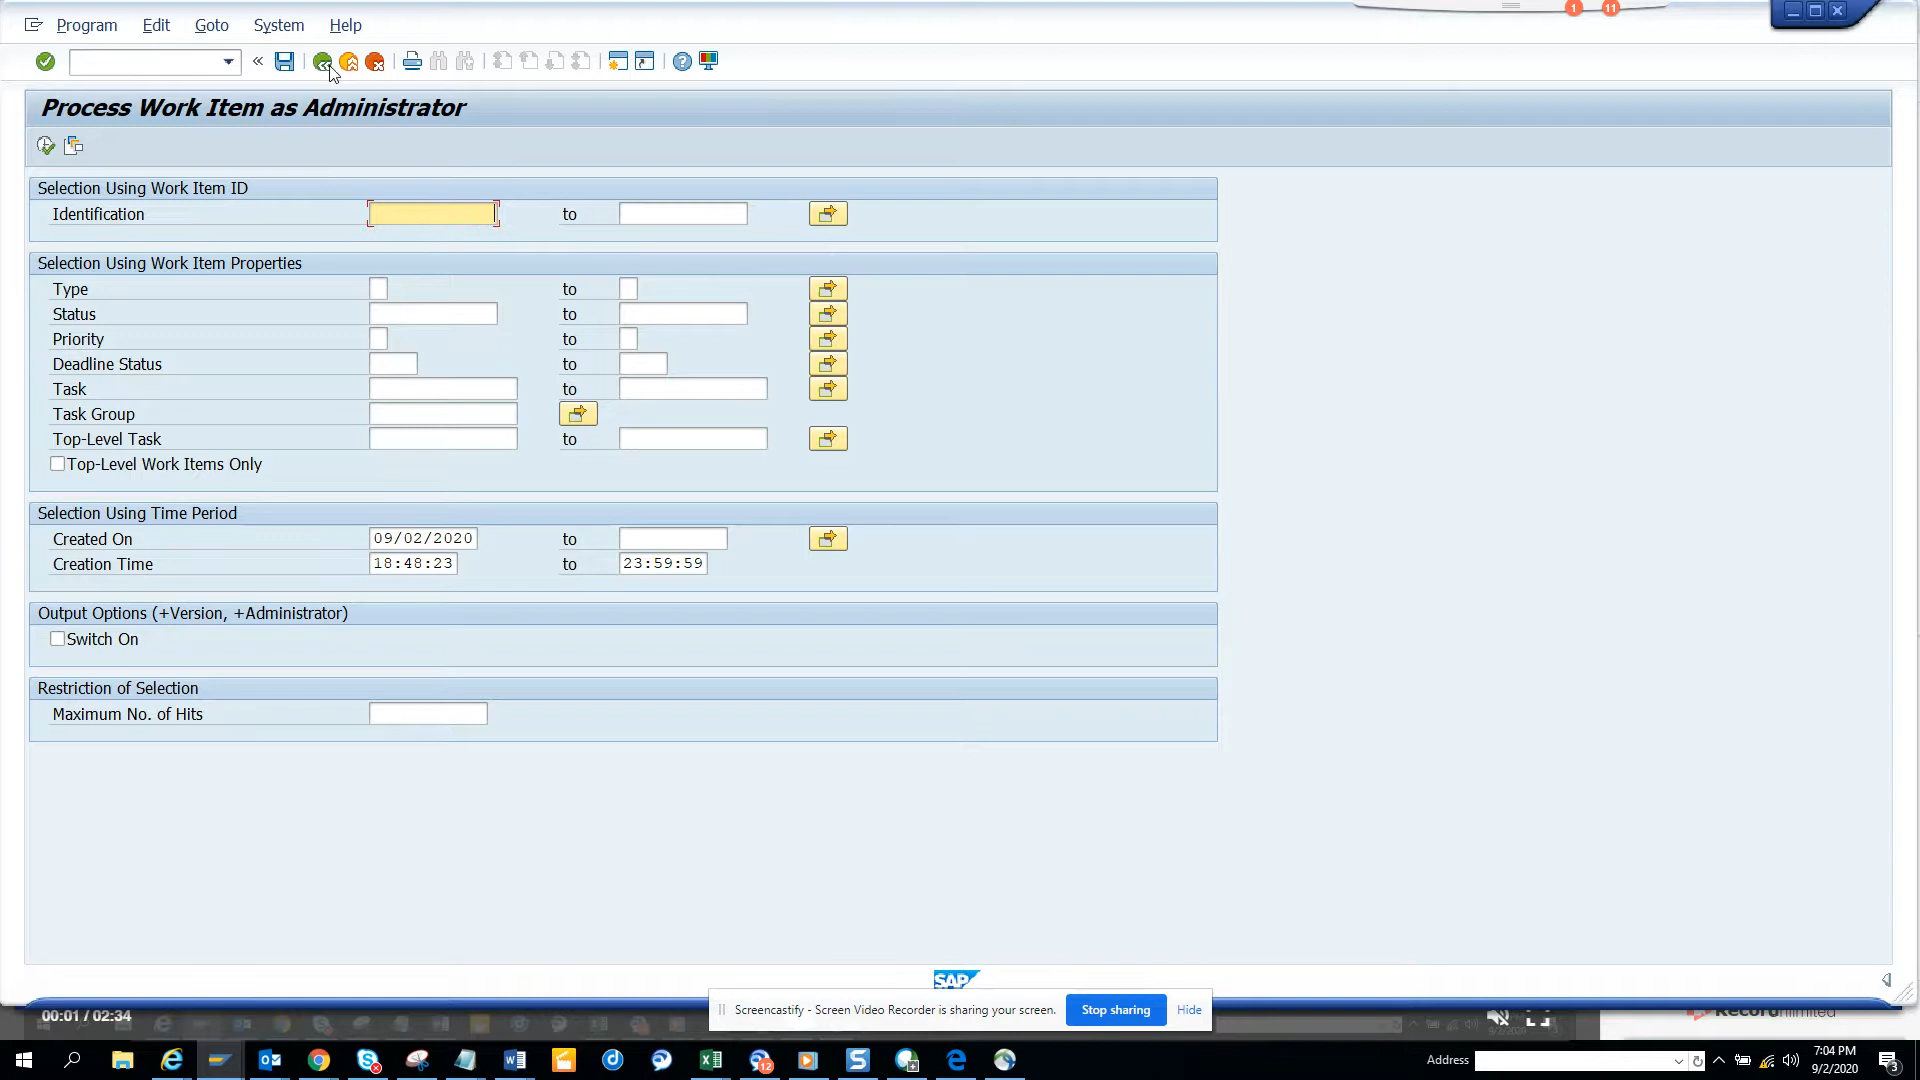 1 11
Program Edit Goto System Help
Process Work Item as Administrator
Selection Using Work Item ID
Identification to
Selection Using Work Item Properties
Type to
Status to
Priority to
Deadline Status to
Task to
Task Group
Top-Level Task to
Top-Level Work Items Only
Selection Using Time Period
Created On 09/02/2020 to
Creation Time 18:48:23 to 23:59:59
Output Options (+Version, +Administrator)
Switch On
Restriction of Selection
Maximum No. of Hits
SAP
Screencastify - Screen Video Recorder is sharing your screen. Stop sharing Hide
00:01 / 02:34
12
Address
7:04 PM
9/2/2020
3